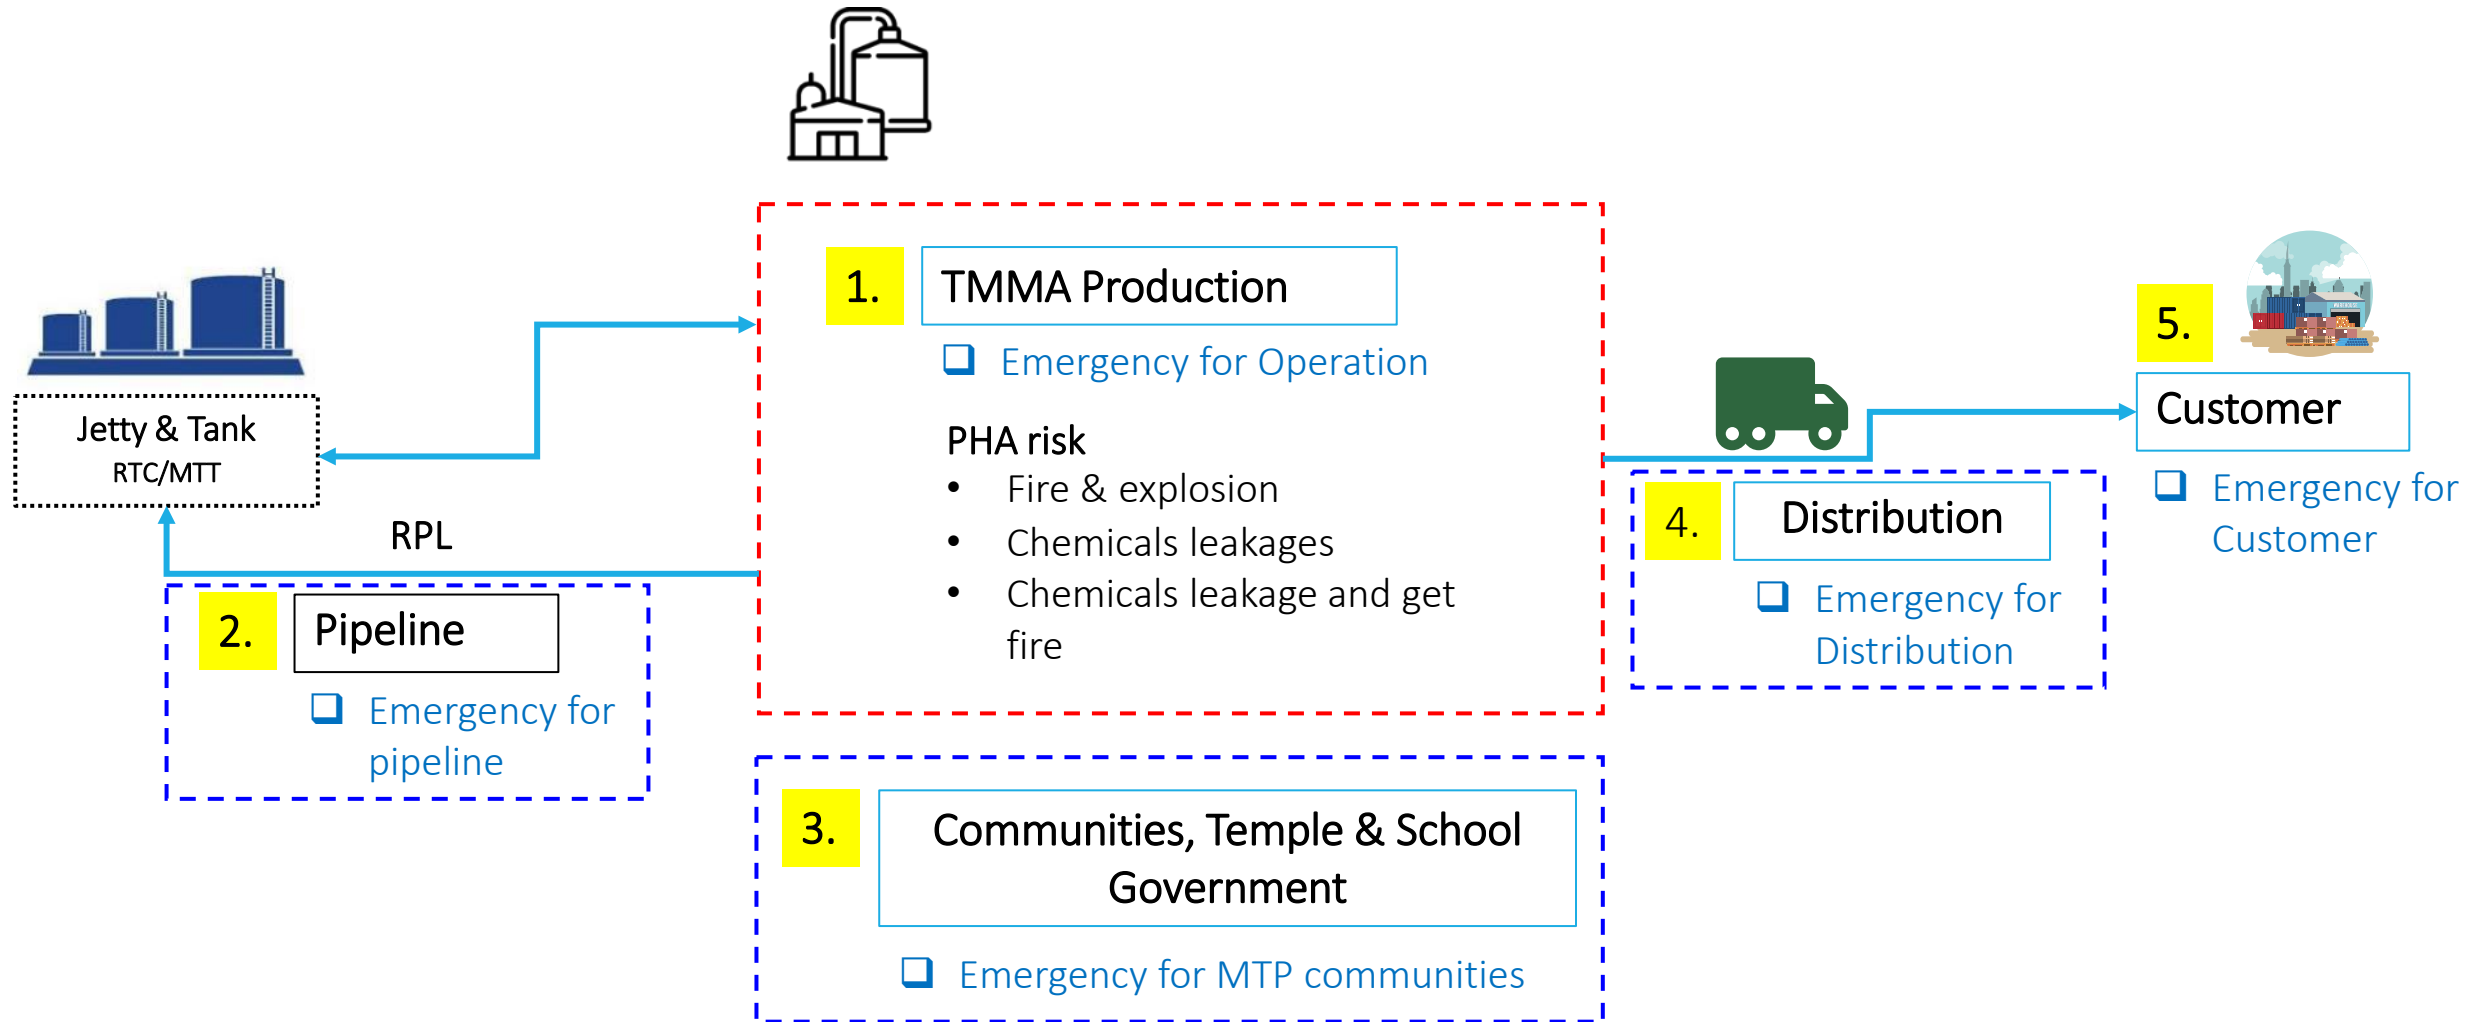 Jetty & Tank
RTC/MTT
RPL
1.
TMMA Production
❑ Emergency for Operation
PHA risk
• Fire & explosion
• Chemicals leakages
• Chemicals leakage and get
fire
2.
Pipeline
❑ Emergency for
pipeline
3.
Communities, Temple & School
Government
❑ Emergency for MTP communities
4.
Distribution
❑ Emergency for
Distribution
5.
Customer
❑ Emergency for
Customer